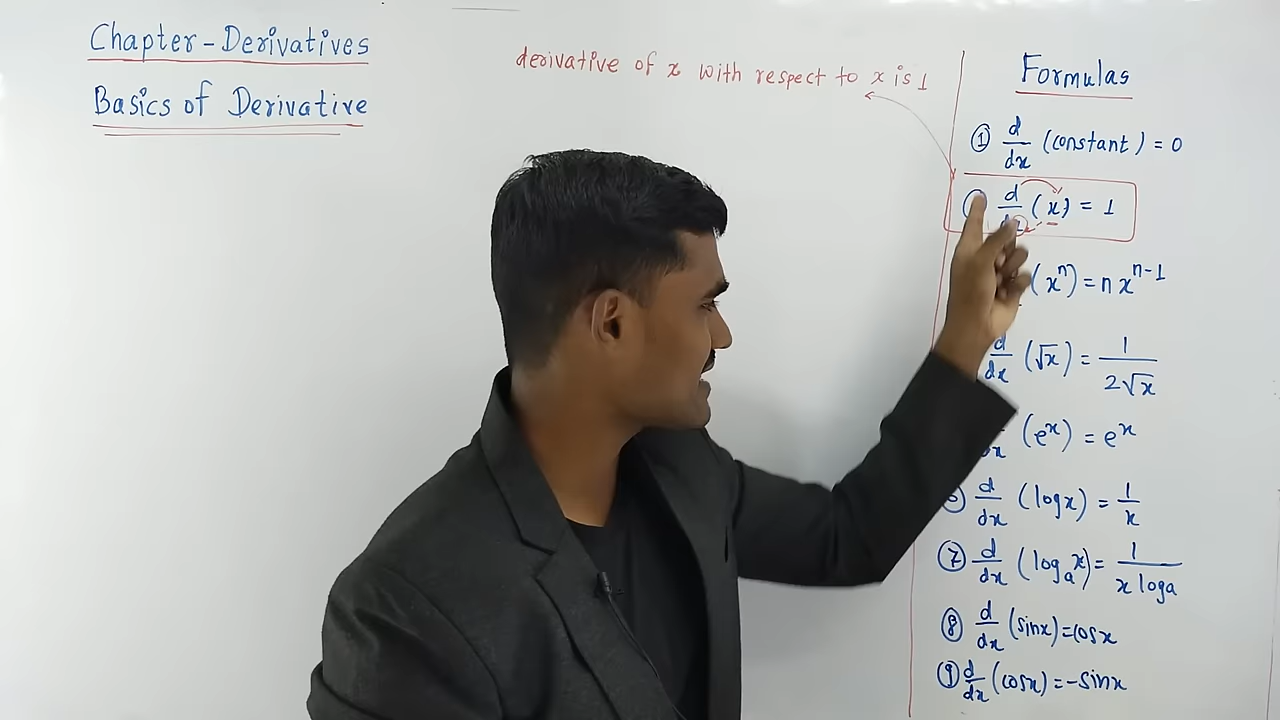 Chapter-Derivatives
Basics of Derivative
derivative of x with respect to x is 1
Formulas
① d/dx (constant) = 0
d/dx (x) = 1
(xⁿ) = n xⁿ⁻¹
d/dx (√x) = 1/(2√x)
(eˣ) = eˣ
d/dx (log x) = 1/x
⑦ d/dx (logₐx) = 1/(x log a)
⑧ d/dx (sinx) = cosx
⑨ d/dx (cosx) = -sinx